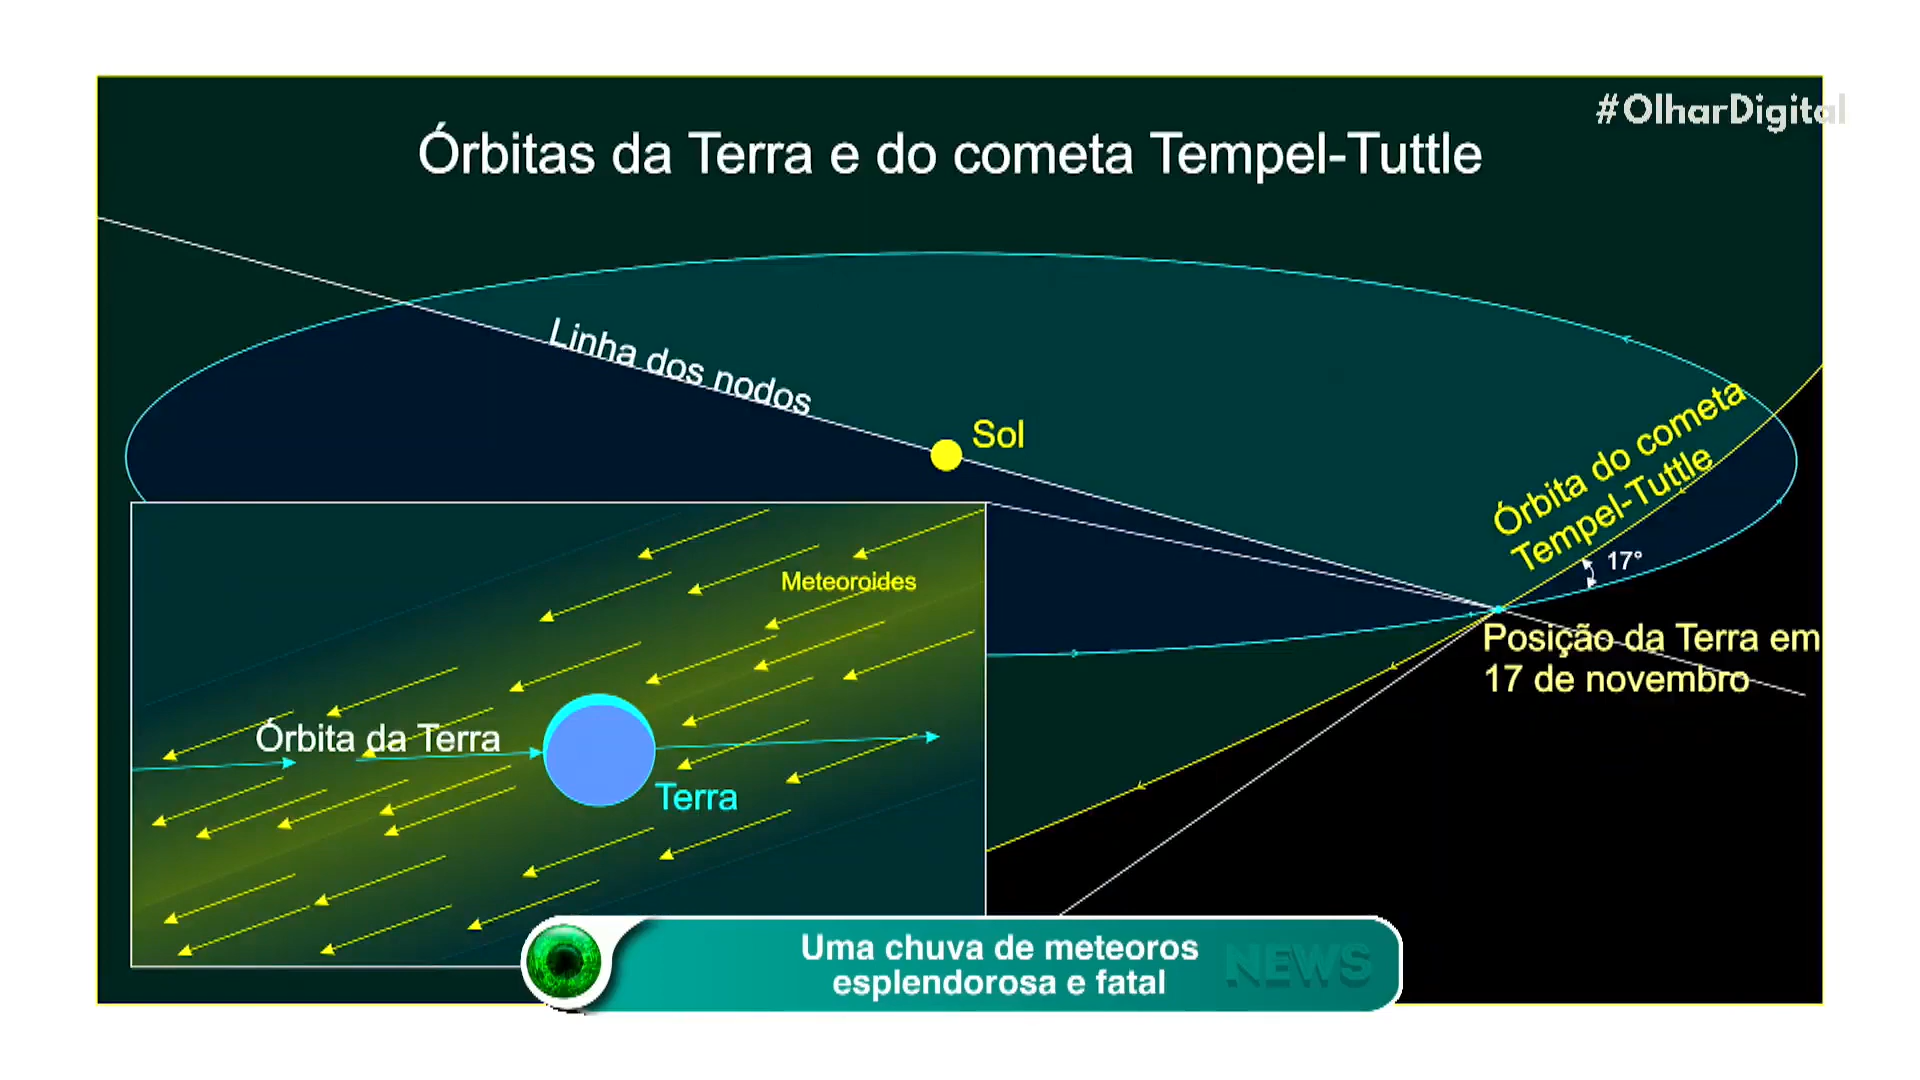 #OlharDigital
Órbitas da Terra e do cometa Tempel-Tuttle
Linha dos nodos
Sol
Órbita do cometa
Tempel-Tuttle
17°
Posição da Terra em
17 de novembro
Meteoroides
Órbita da Terra
Terra
Uma chuva de meteoros
esplendorosa e fatal
NEWS